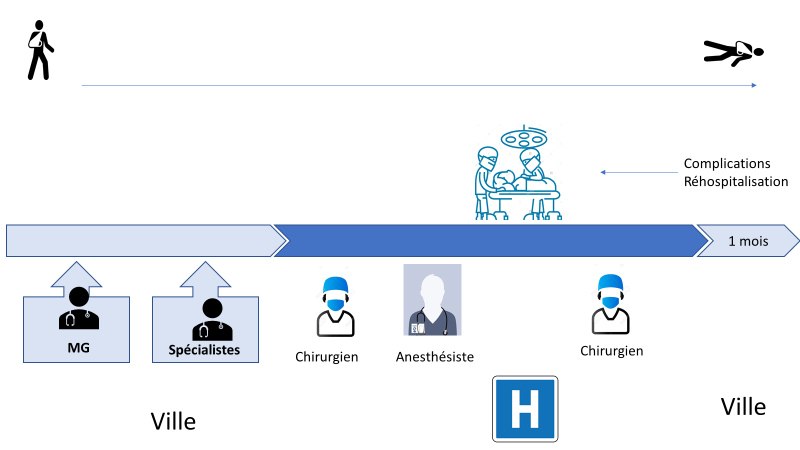 Complications
Réhospitalisation
1 mois
MG
Spécialistes
Chirurgien
Anesthésiste
Chirurgien
Ville
H
Ville